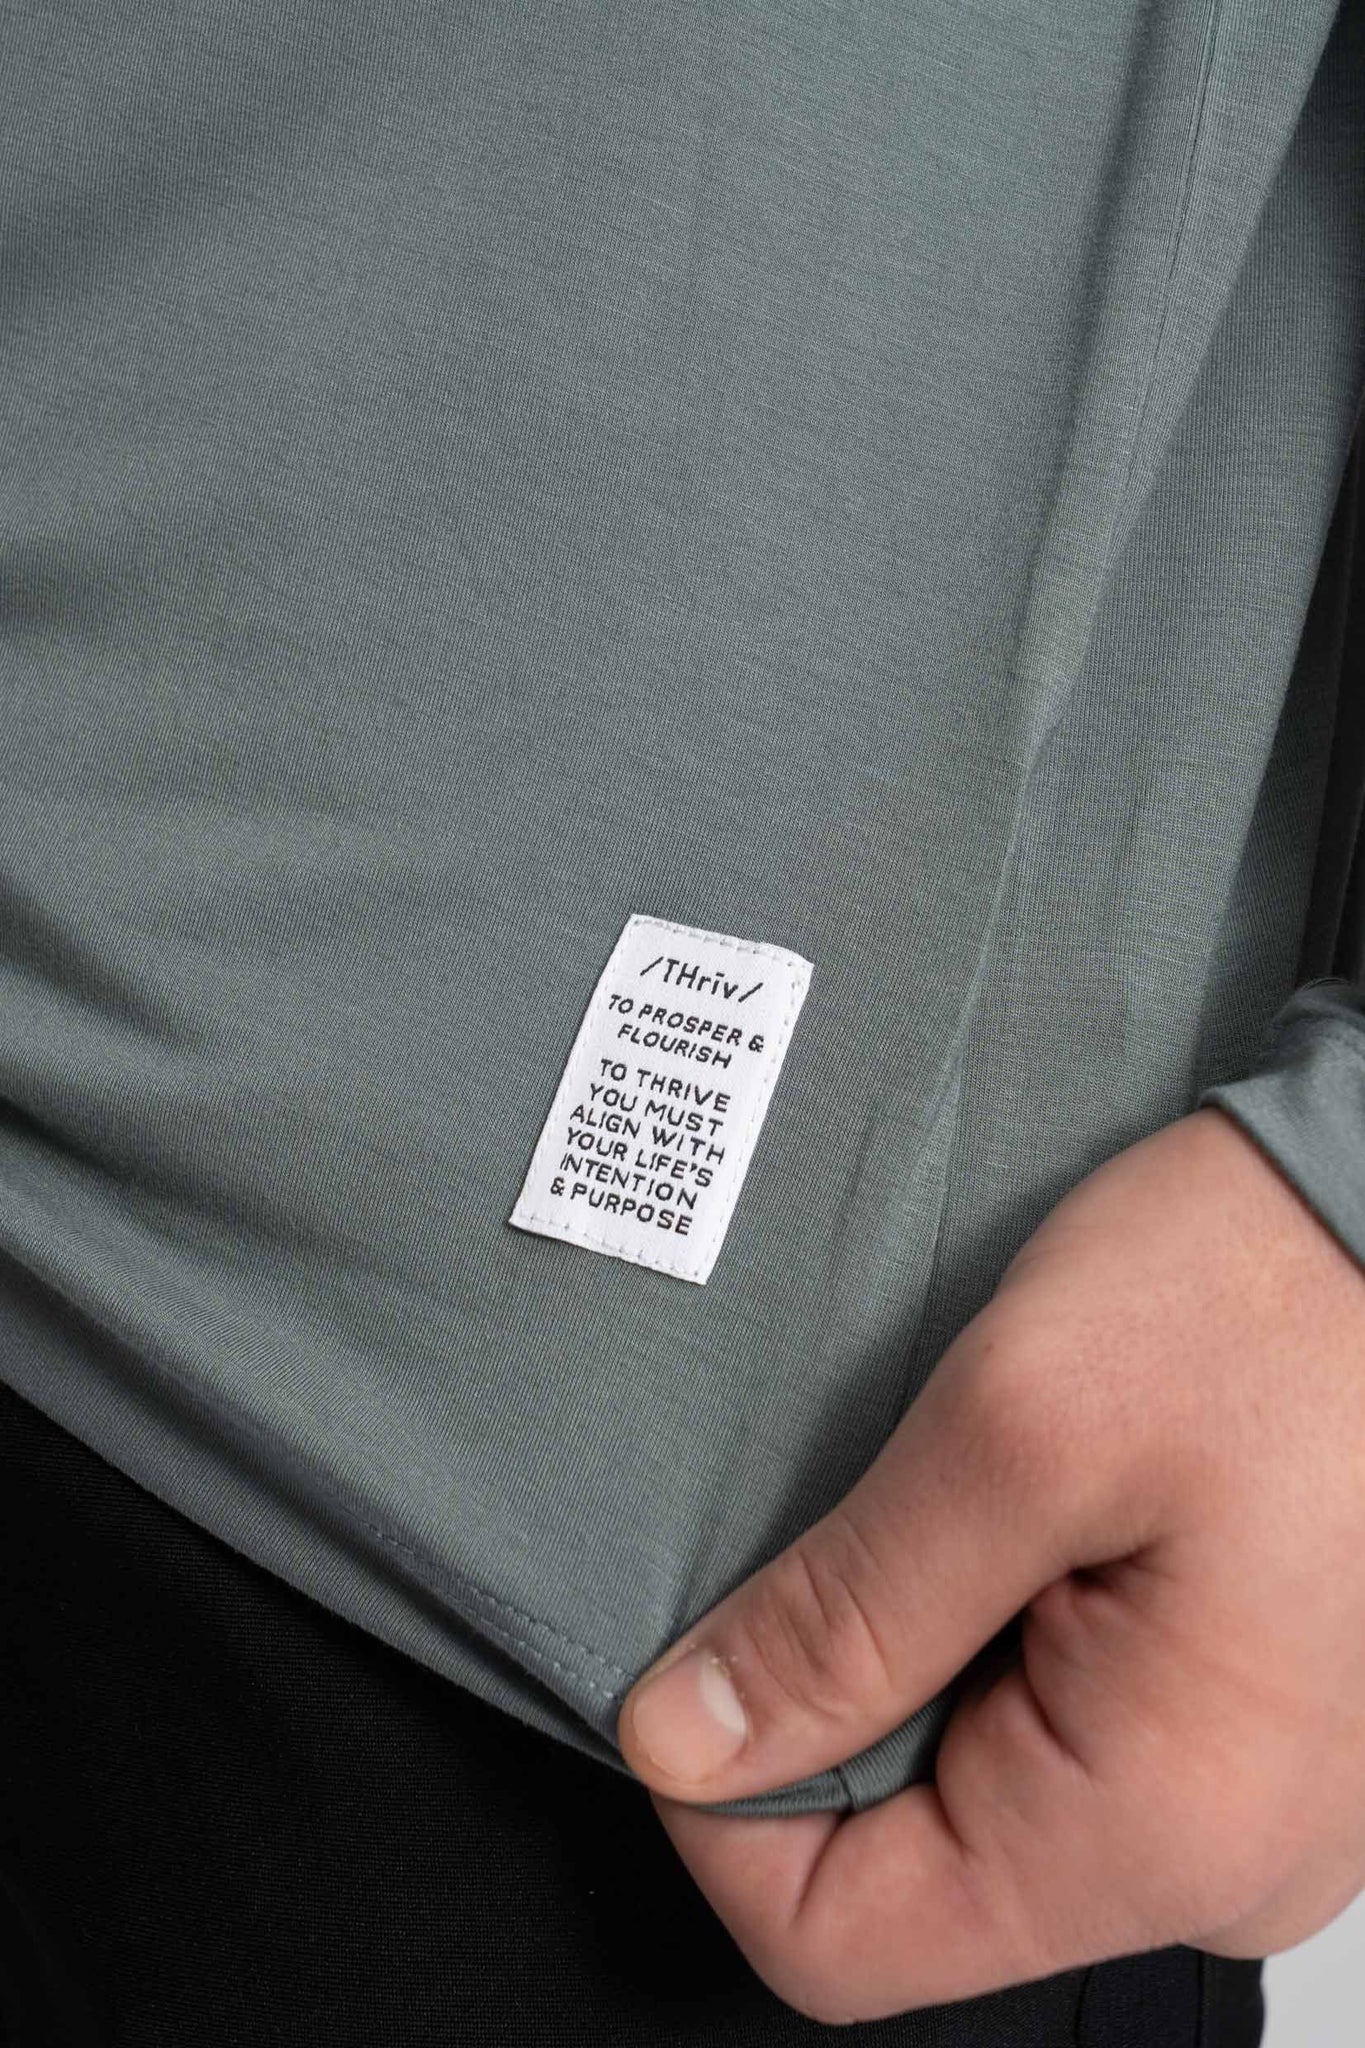 /THrīv/
TO PROSPER &
FLOURISH
TO THRIVE
YOU MUST
ALIGN WITH
YOUR LIFE'S
INTENTION
& PURPOSE